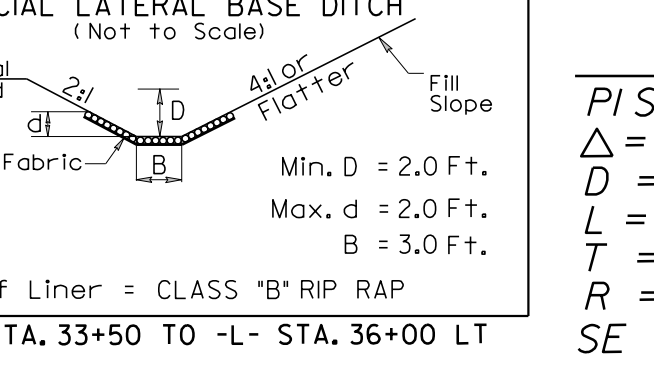 LATERAL BASE DITCH
(Not to Scale)
2:1
D
4:1 or
Flatter
Fill
Slope
d
Fabric
B
Min. D = 2.0 Ft.
Max. d = 2.0 Ft.
B = 3.0 Ft.
Liner = CLASS "B" RIP RAP
STA. 33+50 TO -L- STA. 36+00 LT
PI S
△ =
D =
L =
T =
R =
SE